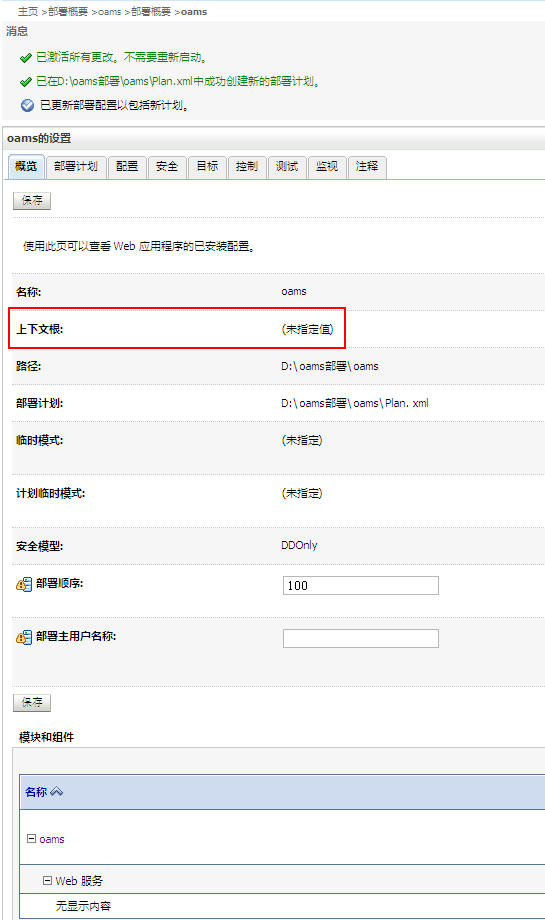 主页 >部署概要 >oams >部署概要 >oams
消息
已激活所有更改。不需要重新启动。
已在D:\oams部署\oams\Plan.xml中成功创建新的部署计划。
已更新部署配置以包括新计划。
oams的设置
概览 部署计划 配置 安全 目标 控制 测试 监视 注释
保存
使用此页可以查看 Web 应用程序的已安装配置。
名称: oams
上下文根: (未指定值)
路径: D:\oams部署\oams
部署计划: D:\oams部署\oams\Plan. xml
临时模式: (未指定)
计划临时模式: (未指定)
安全模型: DDOnly
部署顺序: 100
部署主用户名称:
保存
模块和组件
名称
oams
Web 服务
无显示内容